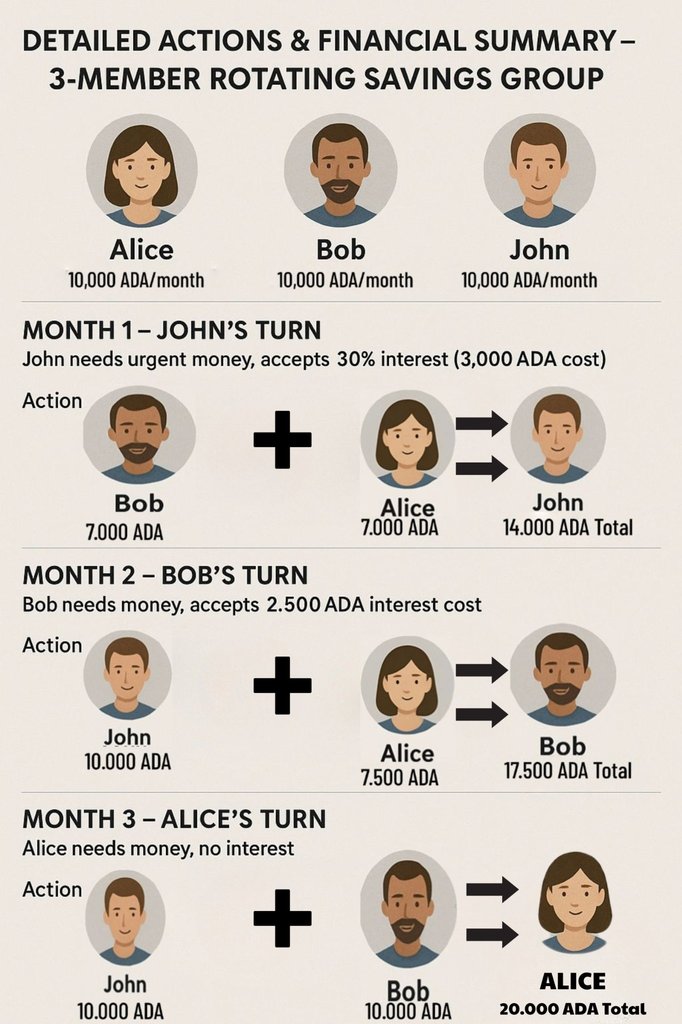 DETAILED ACTIONS & FINANCIAL SUMMARY –
3-MEMBER ROTATING SAVINGS GROUP
Alice
Bob
John
10,000 ADA/month
10,000 ADA/month
10,000 ADA/month
MONTH 1 – JOHN'S TURN
John needs urgent money, accepts 30% interest (3,000 ADA cost)
Action
Bob
7.000 ADA
+
Alice
7.000 ADA
John
14.000 ADA Total
MONTH 2 – BOB'S TURN
Bob needs money, accepts 2.500 ADA interest cost
Action
John
10.000 ADA
+
Alice
7.500 ADA
Bob
17.500 ADA Total
MONTH 3 – ALICE'S TURN
Alice needs money, no interest
Action
John
10.000 ADA
+
Bob
10.000 ADA
ALICE
20.000 ADA Total